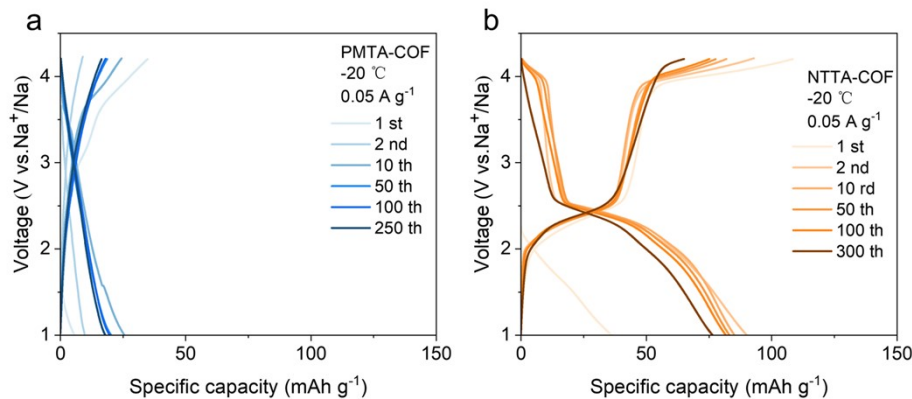 a
PMTA-COF
-20 ℃
0.05 A g⁻¹
1 st
2 nd
10 th
50 th
100 th
250 th
Voltage (V vs.Na⁺/Na)
4
3
2
1
0 50 100 150
Specific capacity (mAh g⁻¹)
b
NTTA-COF
-20 ℃
0.05 A g⁻¹
1 st
2 nd
10 rd
50 th
100 th
300 th
Voltage (V vs.Na⁺/Na)
4
3
2
1
0 50 100 150
Specific capacity (mAh g⁻¹)